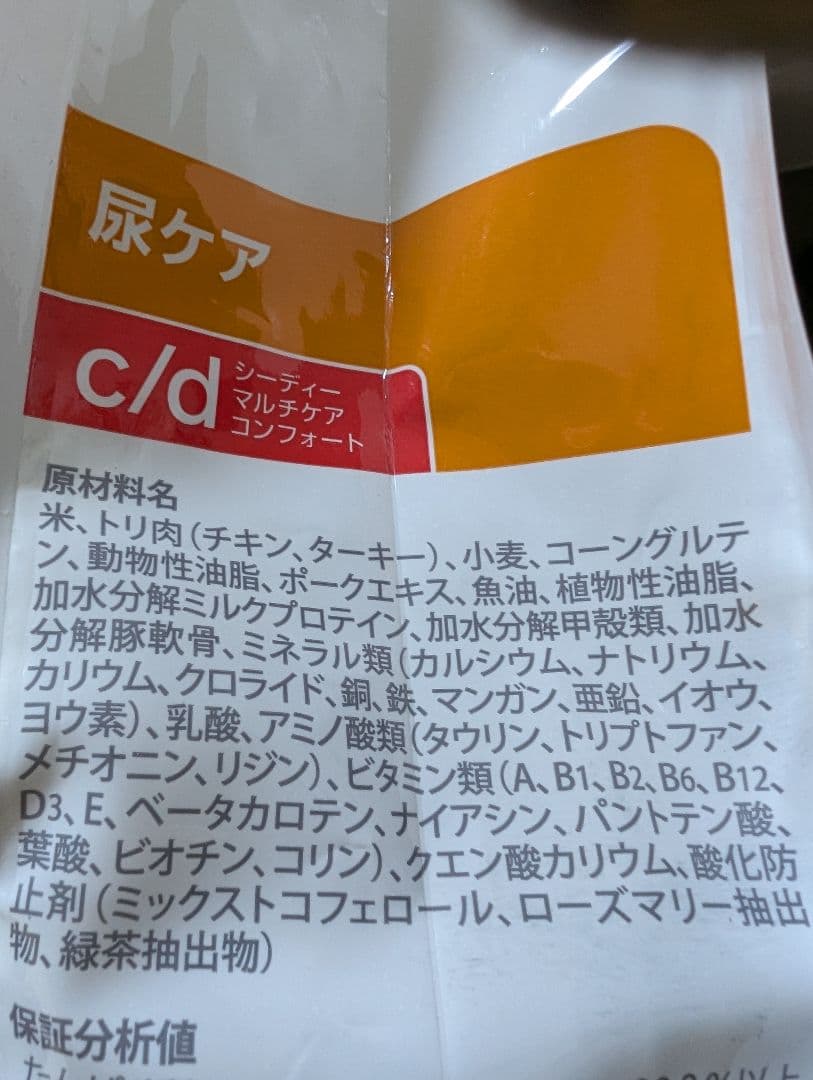 尿ケア
c/d
シーディー
マルチケア
コンフォート
原材料名
米、トリ肉（チキン、ターキー）、小麦、コーングルテ
ン、動物性油脂、ポークエキス、魚油、植物性油脂、
加水分解ミルクプロテイン、加水分解甲殻類、加水
分解豚軟骨、ミネラル類（カルシウム、ナトリウム、
カリウム、クロライド、銅、鉄、マンガン、亜鉛、イオウ、
ヨウ素）、乳酸、アミノ酸類（タウリン、トリプトファン、
メチオニン、リジン）、ビタミン類（A、B1、B2、B6、B12、
D3、E、ベータカロテン、ナイアシン、パントテン酸、
葉酸、ビオチン、コリン）、クエン酸カリウム、酸化防
止剤（ミックストコフェロール、ローズマリー抽出
物、緑茶抽出物）
保証分析値